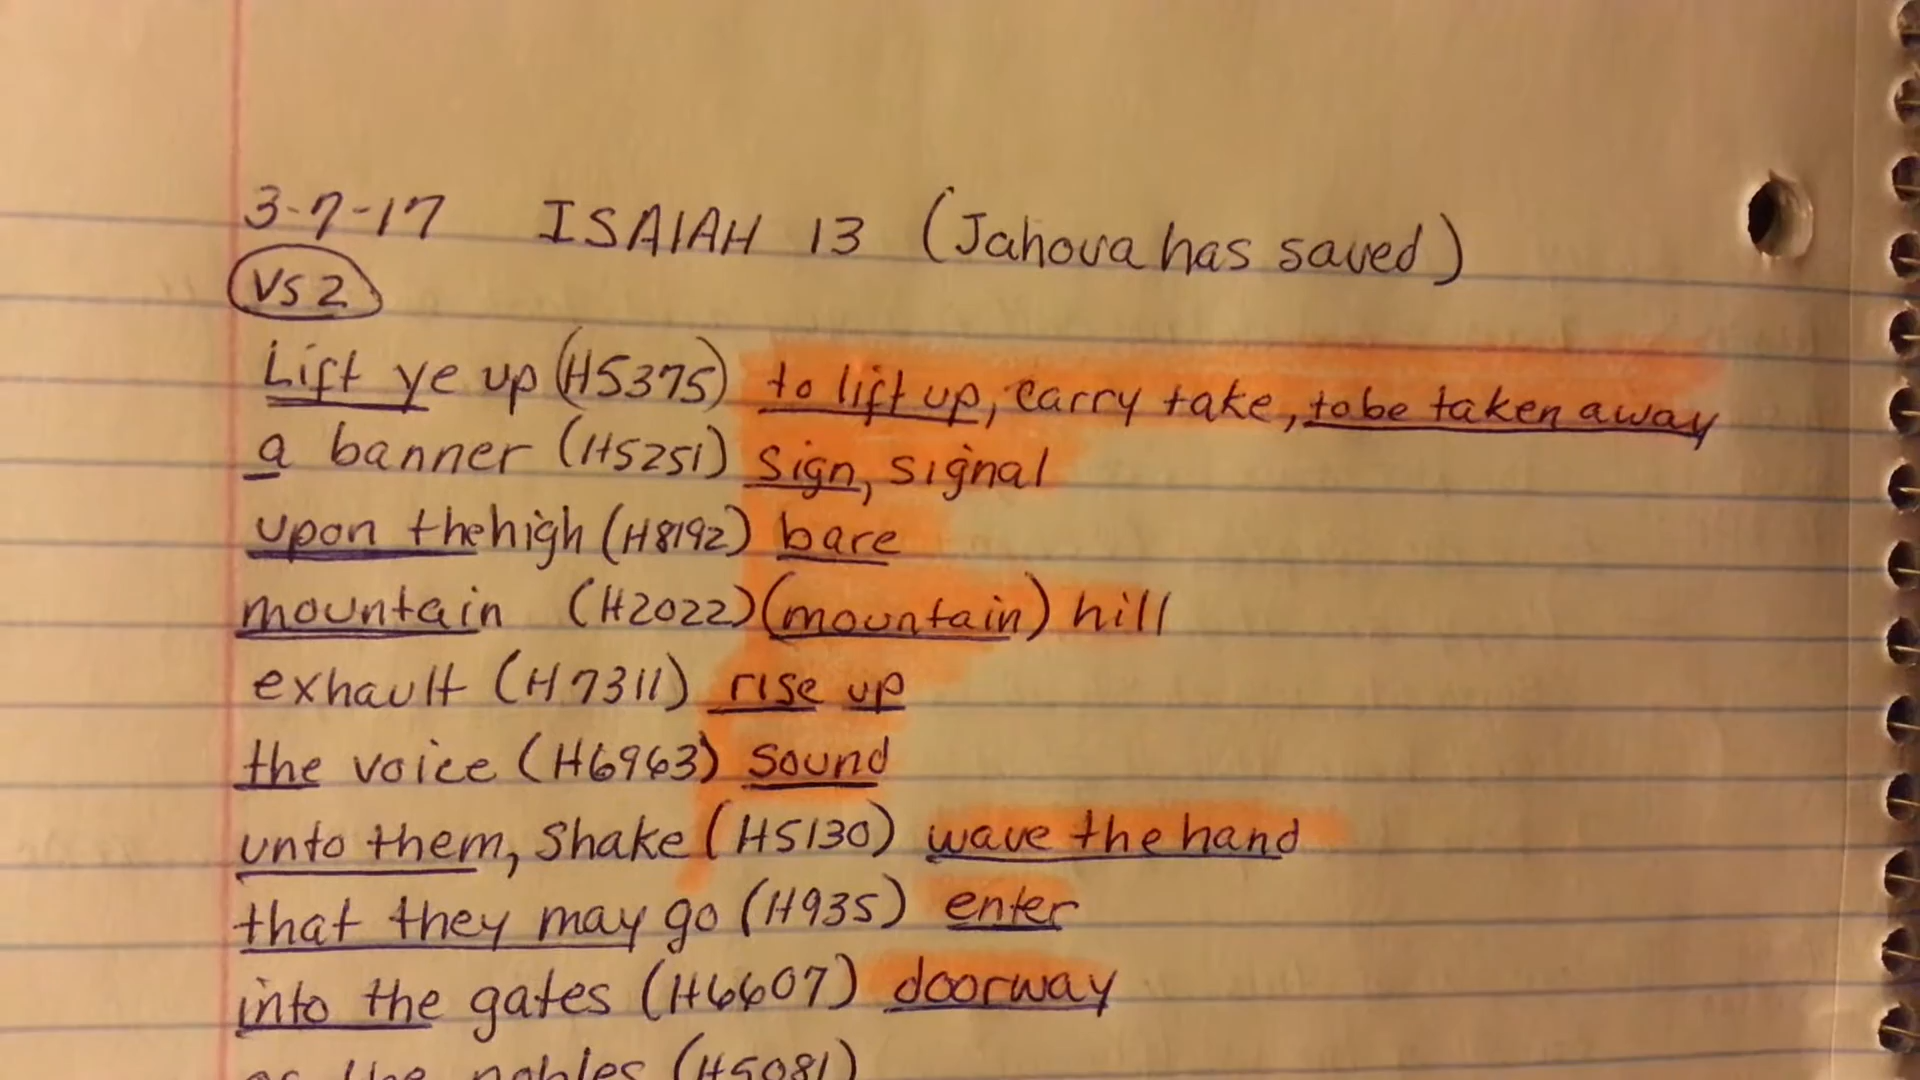 3-7-17 ISAIAH 13 (Jahova has saved)
VS 2
Lift ye up (H5375) to lift up, carry take, to be taken away
a banner (H5251) sign, signal
upon the high (H8192) bare
mountain (H2022) (mountain) hill
exhault (H7311) rise up
the voice (H6963) sound
unto them, shake (H5130) wave the hand
that they may go (H935) enter
into the gates (H6607) doorway
the nobles (H5081)